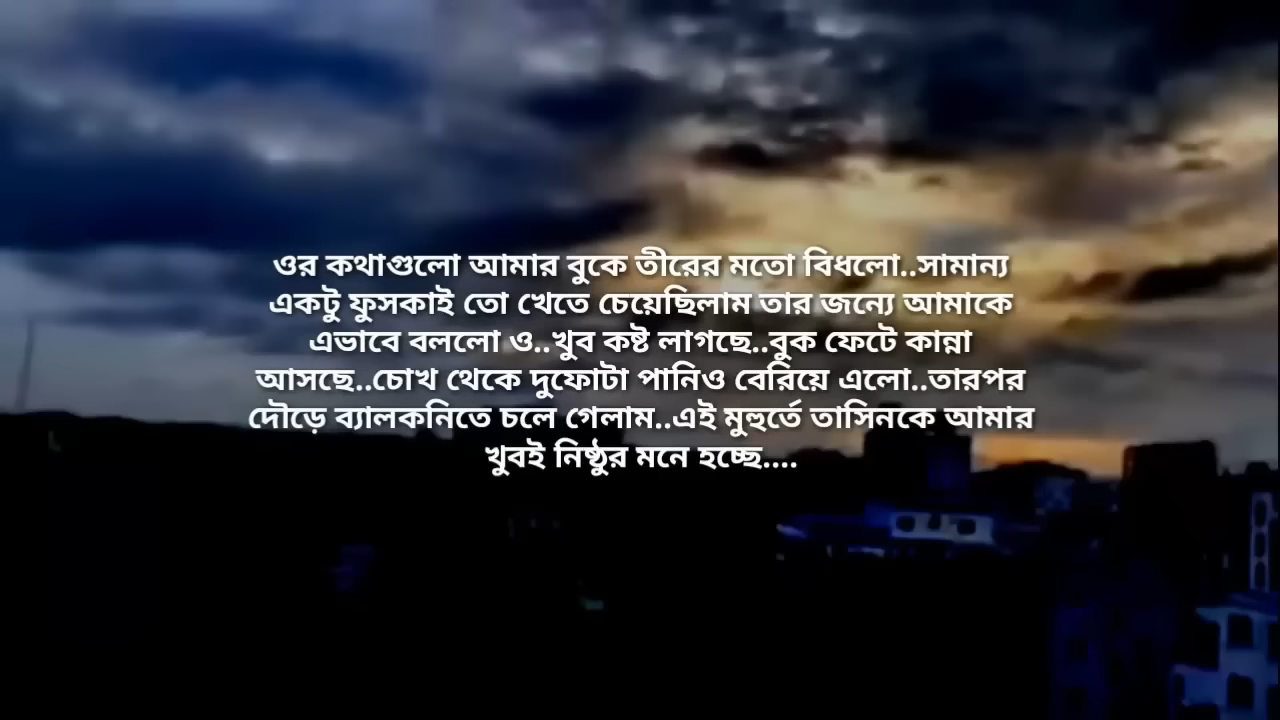 ওর কথাগুলো আমার বুকে তীরের মতো বিধলো..সামান্য
একটু ফুসকাই তো খেতে চেয়েছিলাম তার জন্যে আমাকে
এভাবে বললো ও..খুব কষ্ট লাগছে..বুক ফেটে কান্না
আসছে..চোখ থেকে দুফোটা পানিও বেরিয়ে এলো..তারপর
দৌড়ে ব্যালকনিতে চলে গেলাম..এই মুহুর্তে তাসিনকে আমার
খুবই নিষ্ঠুর মনে হচ্ছে....